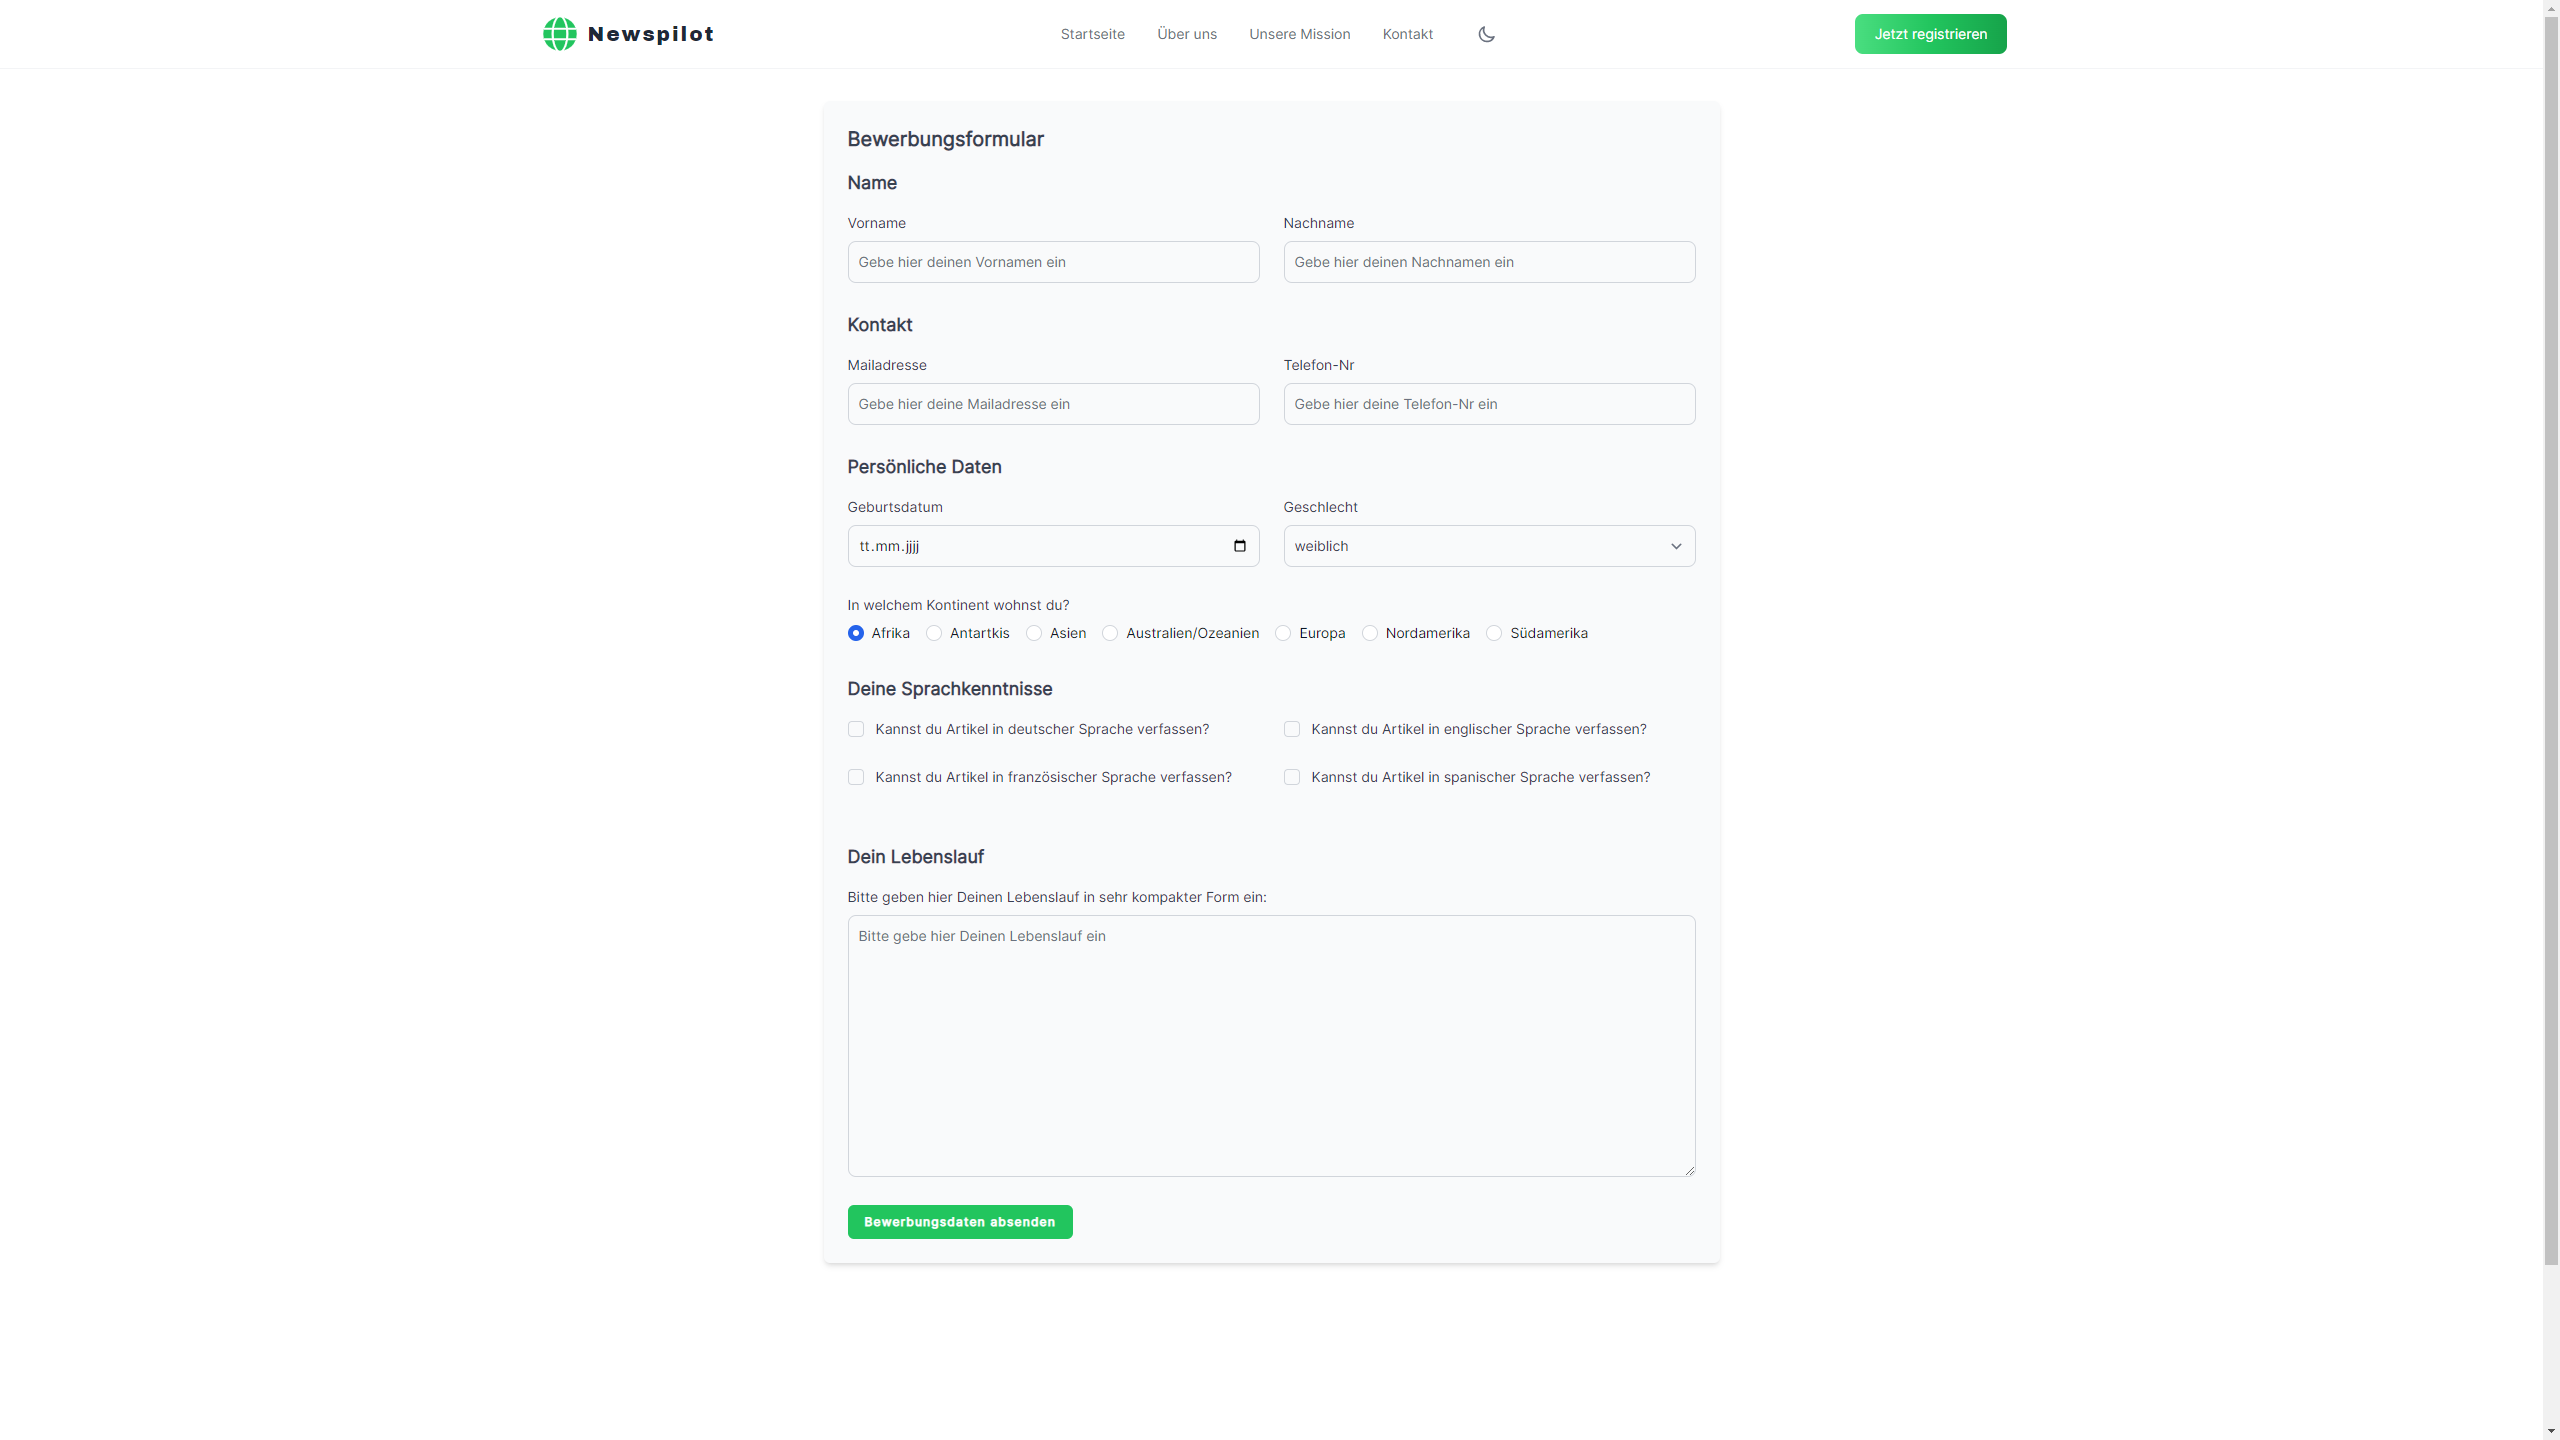 Newspilot
Startseite Über uns Unsere Mission Kontakt
Jetzt registrieren
Bewerbungsformular
Name
Vorname Nachname
Gebe hier deinen Vornamen ein Gebe hier deinen Nachnamen ein
Kontakt
Mailadresse Telefon-Nr
Gebe hier deine Mailadresse ein Gebe hier deine Telefon-Nr ein
Persönliche Daten
Geburtsdatum Geschlecht
tt.mm.jjjj weiblich
In welchem Kontinent wohnst du?
Afrika Antartkis Asien Australien/Ozeanien Europa Nordamerika Südamerika
Deine Sprachkenntnisse
Kannst du Artikel in deutscher Sprache verfassen? Kannst du Artikel in englischer Sprache verfassen?
Kannst du Artikel in französischer Sprache verfassen? Kannst du Artikel in spanischer Sprache verfassen?
Dein Lebenslauf
Bitte geben hier Deinen Lebenslauf in sehr kompakter Form ein:
Bitte gebe hier Deinen Lebenslauf ein
Bewerbungsdaten absenden